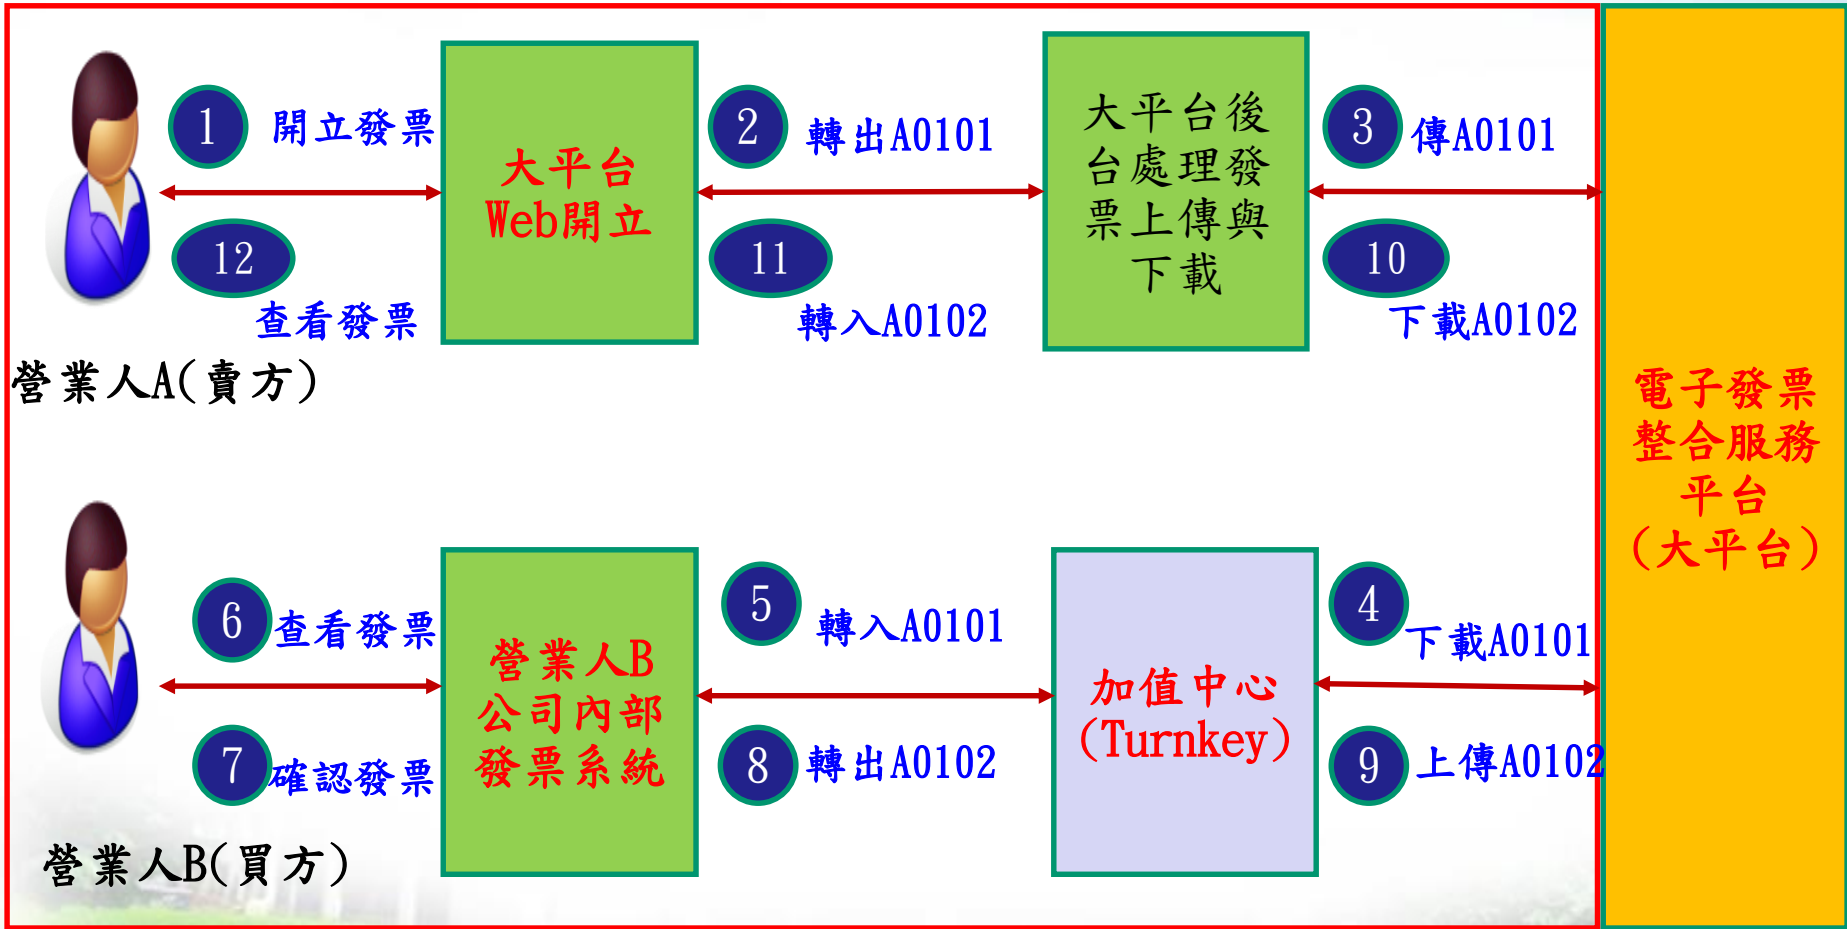 1
開立發票
大平台
Web開立
2
轉出A0101
大平台後
台處理發
票上傳與
下載
3
傳A0101
12
查看發票
11
轉入A0102
10
下載A0102
營業人A(賣方)
電子發票
整合服務
平台
(大平台)
6
查看發票
營業人B
公司內部
發票系統
5
轉入A0101
加值中心
(Turnkey)
4
下載A0101
7
確認發票
8
轉出A0102
9
上傳A0102
營業人B(買方)